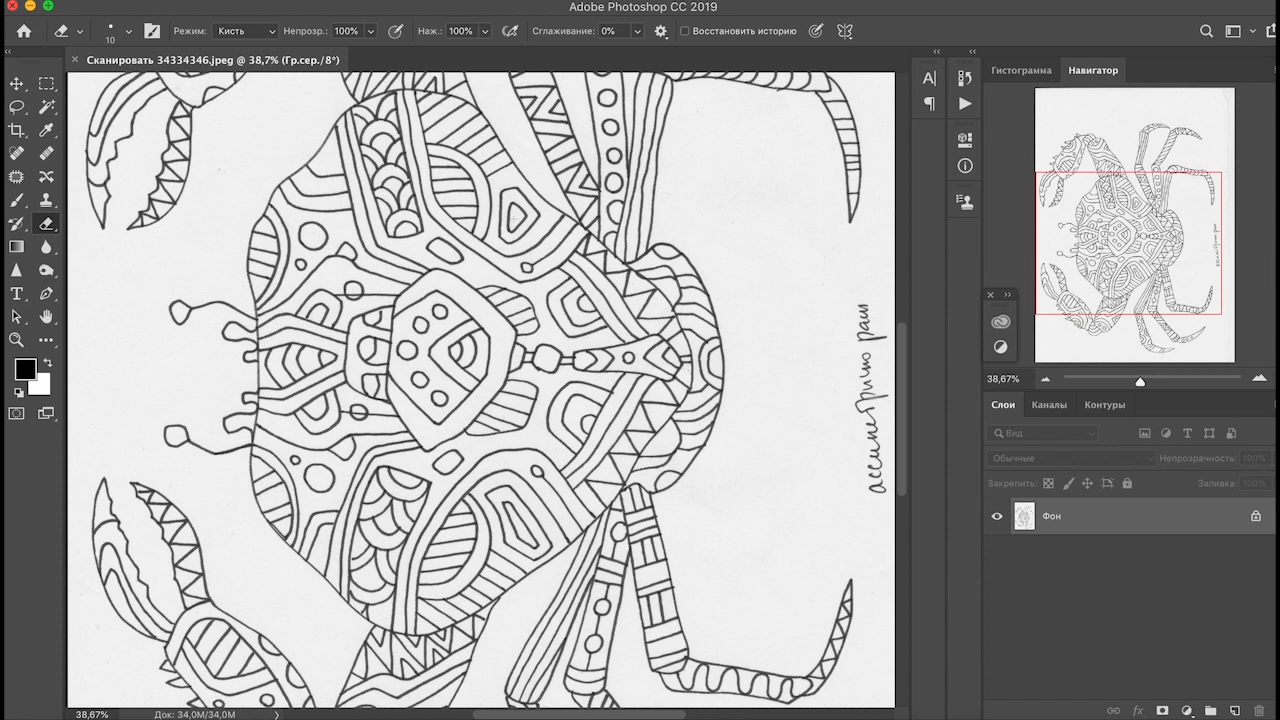 Adobe Photoshop CC 2019
10
Режим: Кисть Непрозр.: 100% Наж.: 100% Сглаживание: 0% Восстановить историю
Сканировать 34334346.jpeg @ 38,7% (Гр.сер./8*)
Гистограмма Навигатор
38,67%
Слои Каналы Контуры
Вид
Обычные Непрозрачность: 100%
Закрепить: Заливка: 100%
Фон
ассиметрично
38,67% Док: 34,0M/34,0M